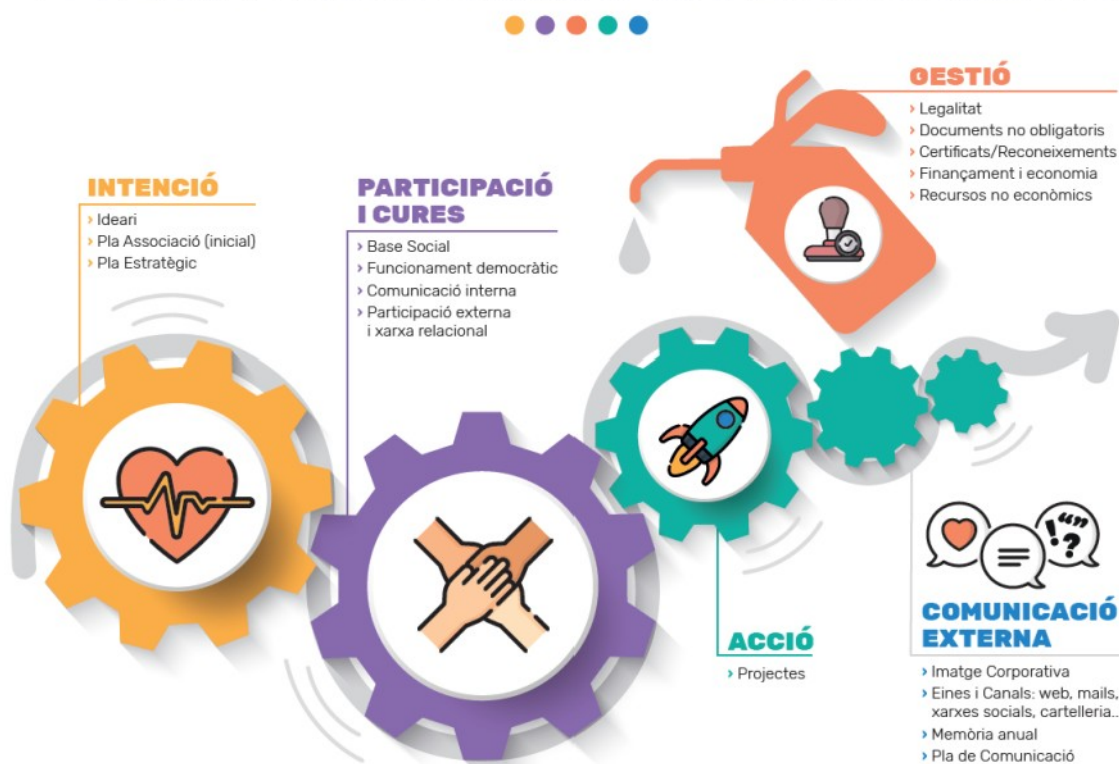 INTENCIÓ
› Ideari
› Pla Associació (inicial)
› Pla Estratègic
PARTICIPACIÓ
I CURES
› Base Social
› Funcionament democràtic
› Comunicació interna
› Participació externa
i xarxa relacional
GESTIÓ
› Legalitat
› Documents no obligatoris
› Certificats/Reconeixements
› Finançament i economia
› Recursos no econòmics
ACCIÓ
› Projectes
!?“”
COMUNICACIÓ
EXTERNA
› Imatge Corporativa
› Eines i Canals: web, mails,
xarxes socials, cartelleria..
› Memòria anual
› Pla de Comunicació